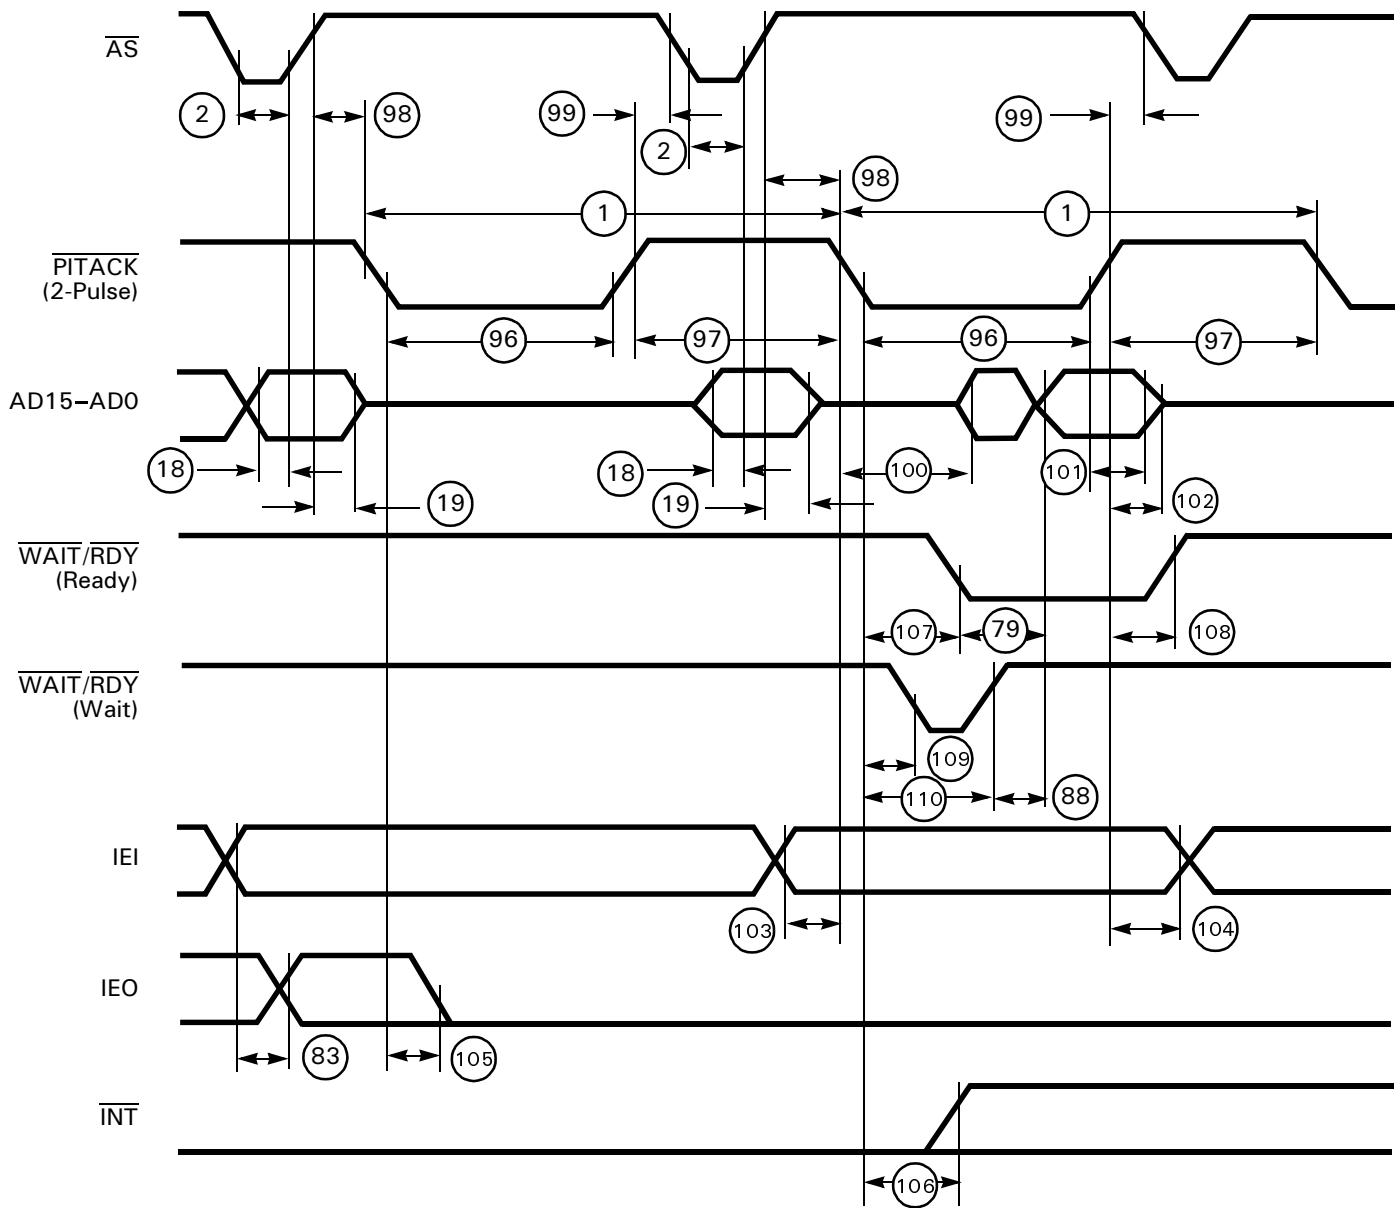 AS
2
98
99
2
99
98
1
1
PITACK
(2-Pulse)
96
97
96
97
AD15–AD0
18
19
18
19
100
101
102
WAIT/RDY
(Ready)
107
79
108
WAIT/RDY
(Wait)
109
110
88
IEI
103
104
IEO
83
105
INT
106